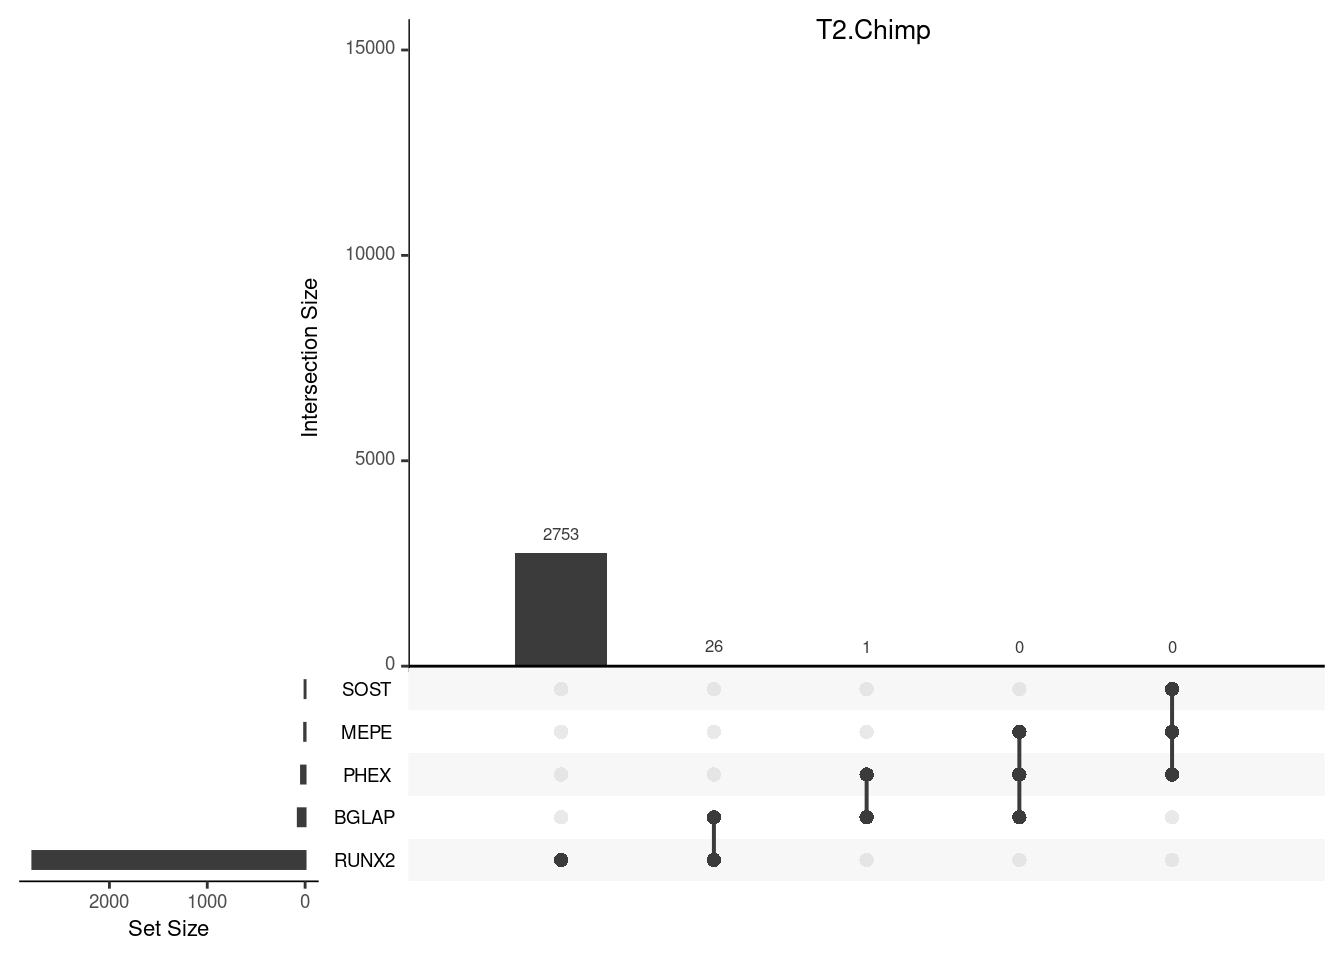 T2.Chimp
15000
10000
5000
0
Intersection Size
2753
26
1
0
0
SOST
MEPE
PHEX
BGLAP
RUNX2
2000
1000
0
Set Size